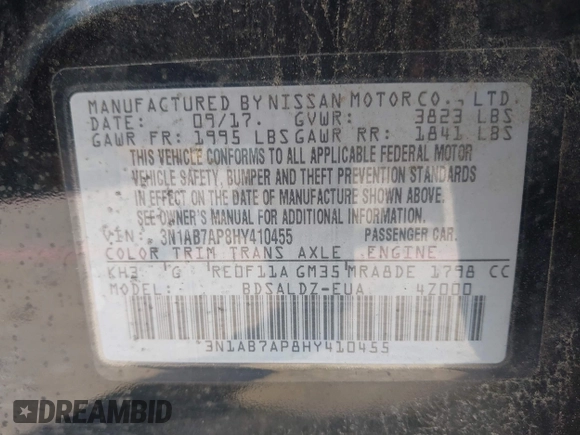 MANUFACTURED BY NISSAN MOTOR CO., LTD.
DATE: 09/17. GVWR: 3823 LBS
GAWR FR: 1995 LBS GAWR RR: 1841 LBS
THIS VEHICLE CONFORMS TO ALL APPLICABLE FEDERAL MOTOR
VEHICLE SAFETY, BUMPER AND THEFT PREVENTION STANDARDS
IN EFFECT ON THE DATE OF MANUFACTURE SHOWN ABOVE.
SEE OWNER'S MANUAL FOR ADDITIONAL INFORMATION.
VIN: 3N1AB7AP8HY410455 PASSENGER CAR.
COLOR TRIM TRANS AXLE ENGINE
KH3 G RE0F11A GM35 MRA8DE 1798 CC
MODEL: BDSALDZ-EUA 4Z000
*3N1AB7AP8HY410455
DREAMBID